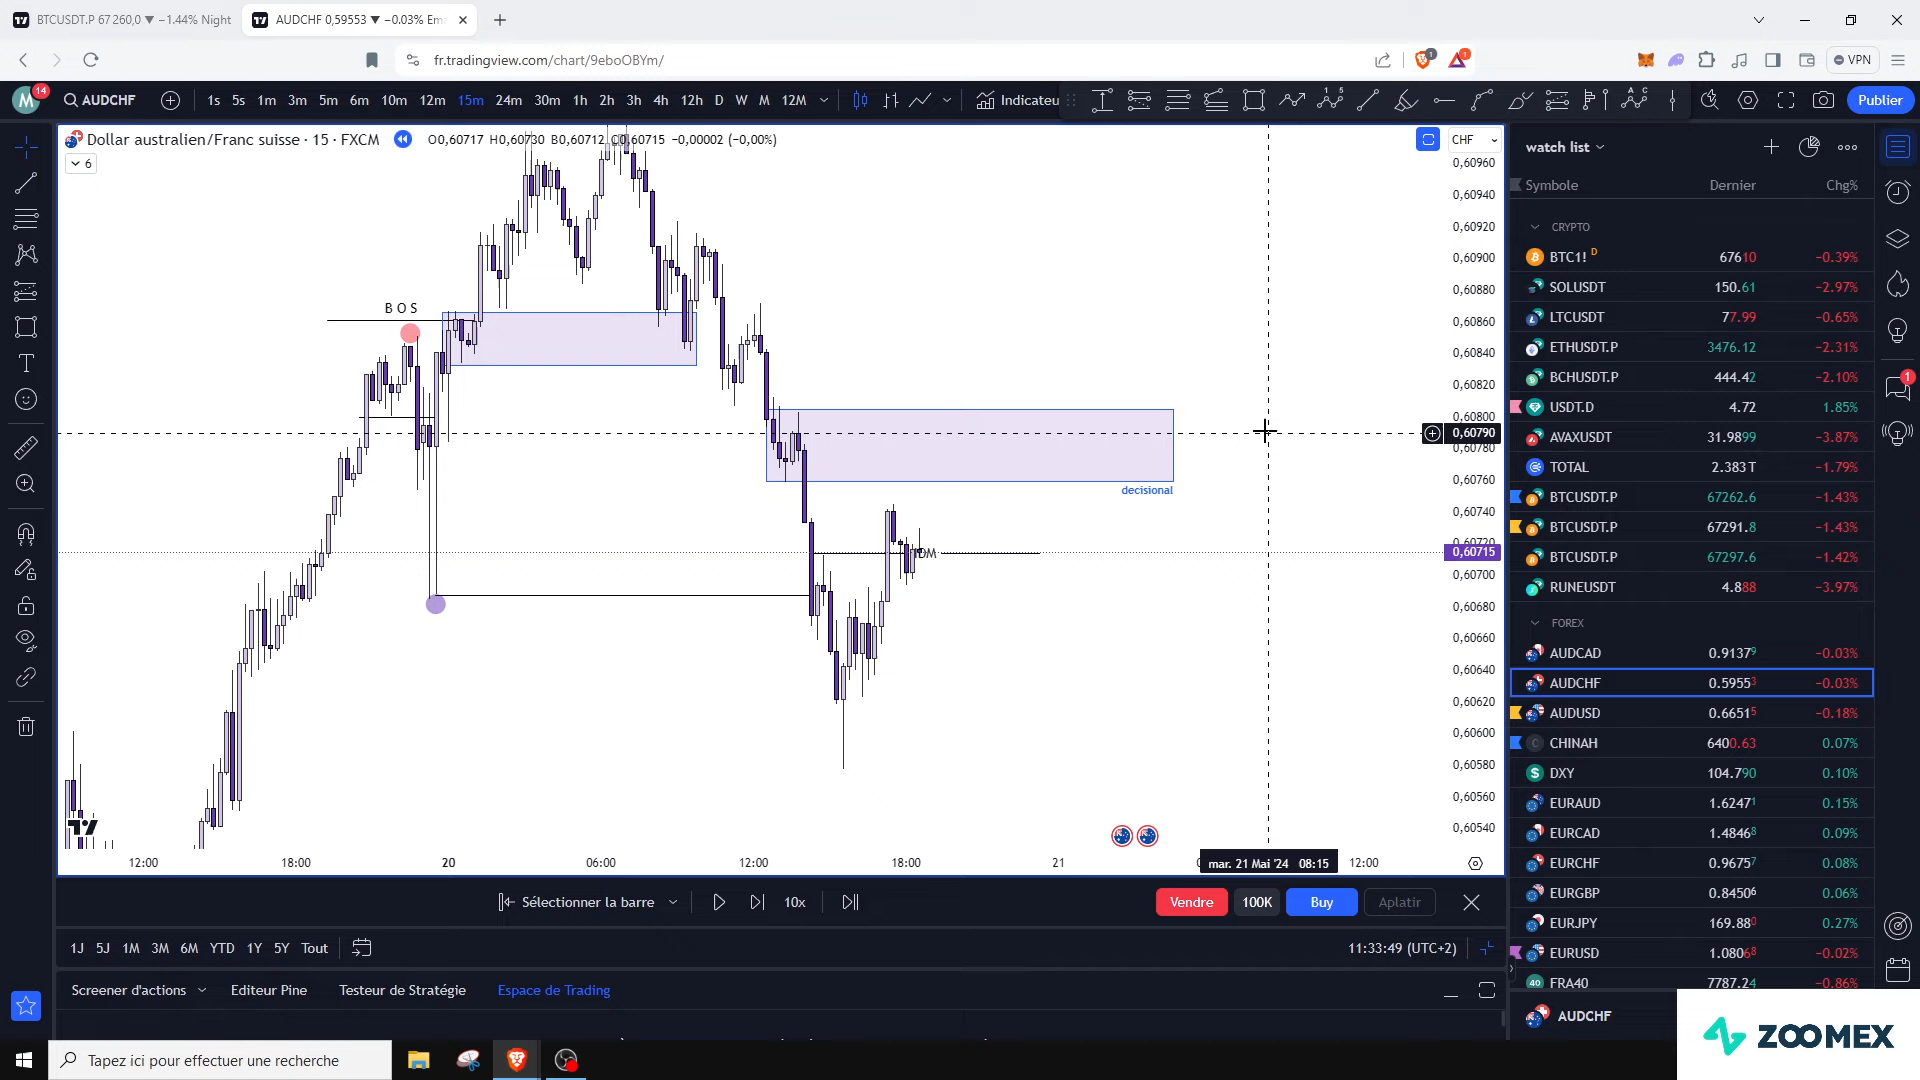 BTCUSDT.P 67 260,0 ▼ −1.44% Night
AUDCHF 0,59553 ▼ −0.03% Em
fr.tradingview.com/chart/9eboOBYm/
1
1
VPN
M
14
AUDCHF
1s 5s 1m 3m 5m 6m 10m 12m 15m 24m 30m 1h 2h 3h 4h 12h D W M 12M
Indicateu
Publier
Dollar australien/Franc suisse · 15 · FXCM
O0,60717 H0,60730 B0,60712 C0,60715 −0,00002 (−0,00%)
6
CHF
0,60960
0,60940
0,60920
0,60900
0,60880
0,60860
0,60840
0,60820
0,60800
0,60790
0,60780
0,60760
0,60740
0,60720
0,60715
0,60700
0,60680
0,60660
0,60640
0,60620
0,60600
0,60580
0,60560
0,60540
B O S
decisional
IDM
12:00 18:00 20 06:00 12:00 18:00 21 mar. 21 Mai '24 08:15 12:00
Sélectionner la barre
10x
Vendre 100K Buy Aplatir
1J 5J 1M 3M 6M YTD 1Y 5Y Tout
11:33:49 (UTC+2)
Screener d'actions Editeur Pine Testeur de Stratégie Espace de Trading
watch list
Symbole Dernier Chg%
CRYPTO
BTC1! D 67610 −0.39%
SOLUSDT 150.61 −2.97%
LTCUSDT 77.99 −0.65%
ETHUSDT.P 3476.12 −2.31%
BCHUSDT.P 444.42 −2.10%
USDT.D 4.72 1.85%
AVAXUSDT 31.9899 −3.87%
TOTAL 2.383 T −1.79%
BTCUSDT.P 67262.6 −1.43%
BTCUSDT.P 67291.8 −1.43%
BTCUSDT.P 67297.6 −1.42%
RUNEUSDT 4.888 −3.97%
FOREX
AUDCAD 0.91379 −0.03%
AUDCHF 0.59553 −0.03%
AUDUSD 0.66515 −0.18%
CHINAH 6400.63 0.07%
DXY 104.790 0.10%
EURAUD 1.62471 0.15%
EURCAD 1.48468 0.09%
EURCHF 0.96757 0.08%
EURGBP 0.84506 0.06%
EURJPY 169.880 0.27%
EURUSD 1.08068 −0.02%
FRA40 7787.24 −0.86%
AUDCHF
1
ZOOMEX
Tapez ici pour effectuer une recherche